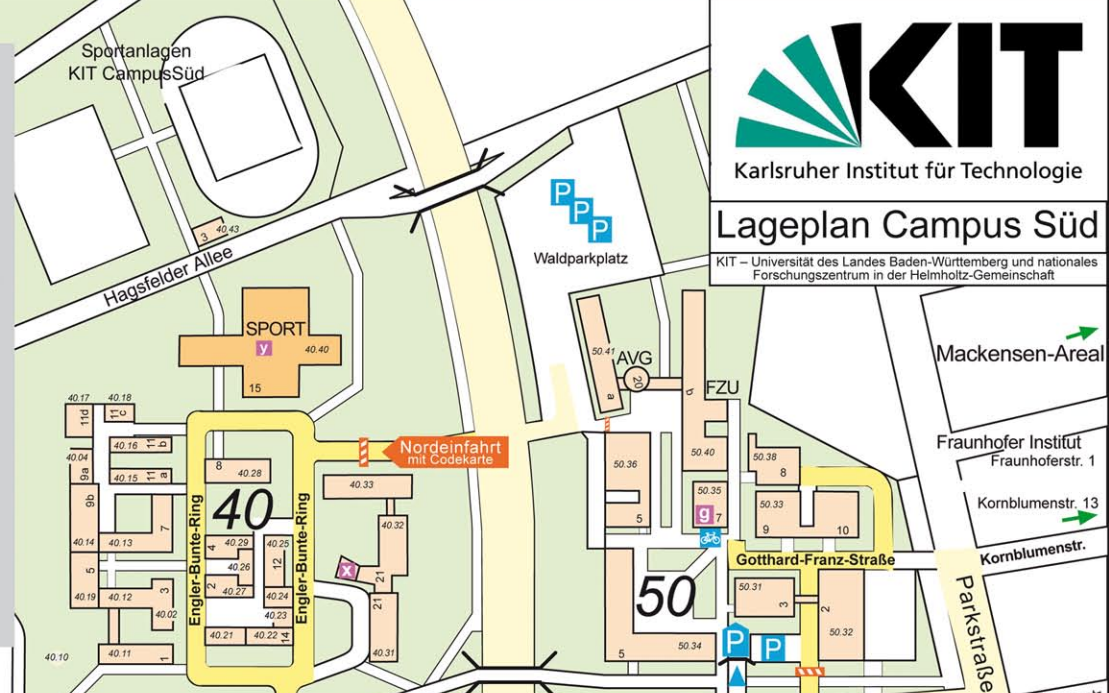 Sportanlagen
KIT CampusSüd
KIT
Karlsruher Institut für Technologie
Lageplan Campus Süd
KIT – Universität des Landes Baden-Württemberg und nationales
Forschungszentrum in der Helmholtz-Gemeinschaft
P
P
P
Waldparkplatz
3
40.43
Hagsfelder Allee
SPORT
y
40.40
15
50.41
AVG
20
a
b
FZU
Mackensen-Areal
40.17
40.18
11d
11 c
40.16
11 b
40.04
9a
40.15
11 a
8
40.28
Nordeinfahrt
mit Codekarte
50.36
50.40
50.38
8
Fraunhofer Institut
Fraunhoferstr. 1
40
40.33
9b
7
50.35
g
7
50.33
9
10
Kornblumenstr. 13
40.32
5
40.14
40.13
4
40.29
40.25
Engler-Bunte-Ring
Engler-Bunte-Ring
40.26
12
Gotthard-Franz-Straße
Kornblumenstr.
5
x
21
2
40.27
40.19
40.12
3
40.24
21
50
50.31
3
2
Parkstraße
40.02
40.23
40.21
40.22
14
50.32
40.10
40.11
1
40.31
5
50.34
P
P